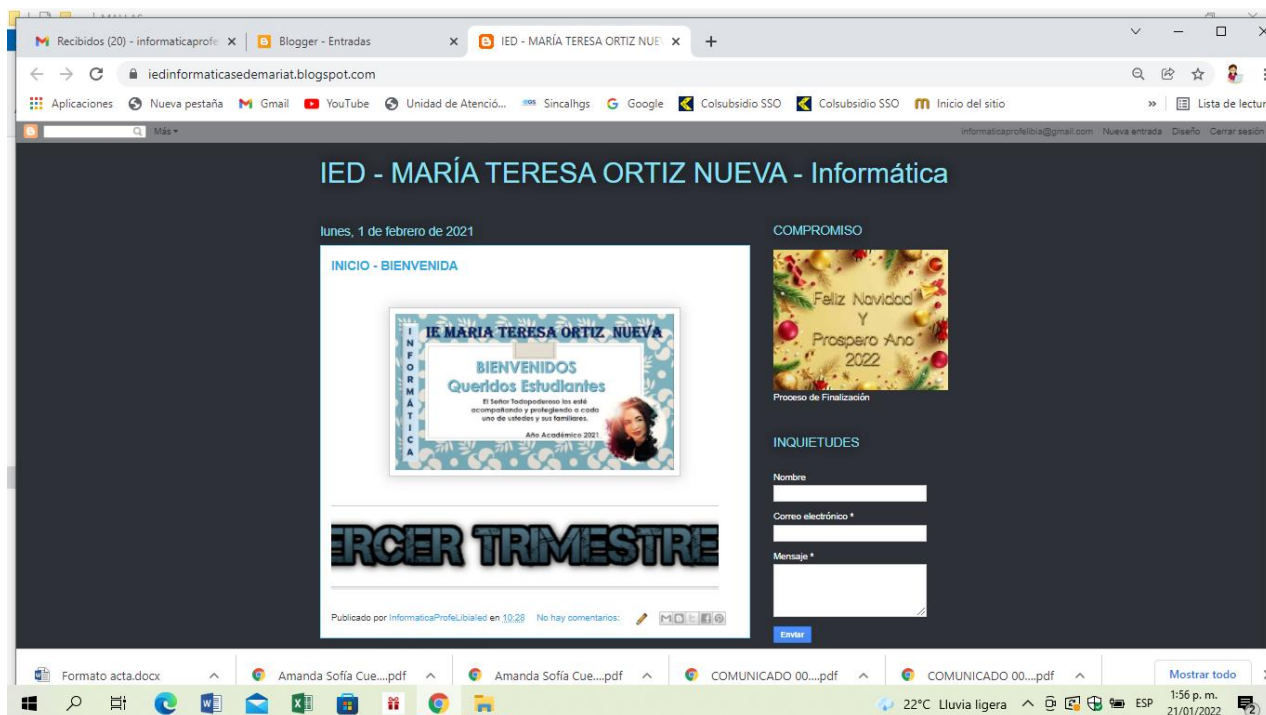 Recibidos (20) - informaticaprofe
Blogger - Entradas
IED - MARÍA TERESA ORTIZ NUE
iedinformaticasedemariat.blogspot.com
Aplicaciones
Nueva pestaña
Gmail
YouTube
Unidad de Atenció...
Sincalhgs
Google
Colsubsidio SSO
Colsubsidio SSO
Inicio del sitio
»
Lista de lectur
Más
informaticaprofelibia@gmail.com Nueva entrada Diseño Cerrar sesión
IED - MARÍA TERESA ORTIZ NUEVA - Informática
lunes, 1 de febrero de 2021
INICIO - BIENVENIDA
INFORMÁTICA
IE MARIA TERESA ORTIZ NUEVA
BIENVENIDOS
Queridos Estudiantes
El Señor Todopoderoso los esté
acompañando y protegiendo a cada
uno de ustedes y sus familiares.
Año Académico 2021
ERCER TRIMESTRE
Publicado por InformaticaProfeLibiaIed en 10:28 No hay comentarios:
COMPROMISO
Feliz Navidad
Y
Prospero Ano
2022
Proceso de Finalización
INQUIETUDES
Nombre
Correo electrónico *
Mensaje *
Enviar
Formato acta.docx
Amanda Sofía Cue....pdf
Amanda Sofía Cue....pdf
COMUNICADO 00....pdf
COMUNICADO 00....pdf
Mostrar todo
22°C Lluvia ligera
ESP
1:56 p. m.
21/01/2022
2